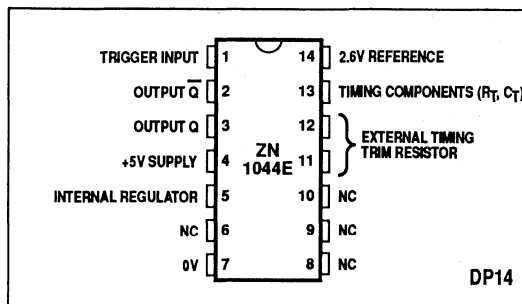 TRIGGER INPUT 1 14 2.6V REFERENCE
OUTPUT Q̅ 2 13 TIMING COMPONENTS (RT, CT)
OUTPUT Q 3 12
EXTERNAL TIMING
TRIM RESISTOR
ZN
1044E
+5V SUPPLY 4 11
INTERNAL REGULATOR 5 10 NC
NC 6 9 NC
0V 7 8 NC
DP14